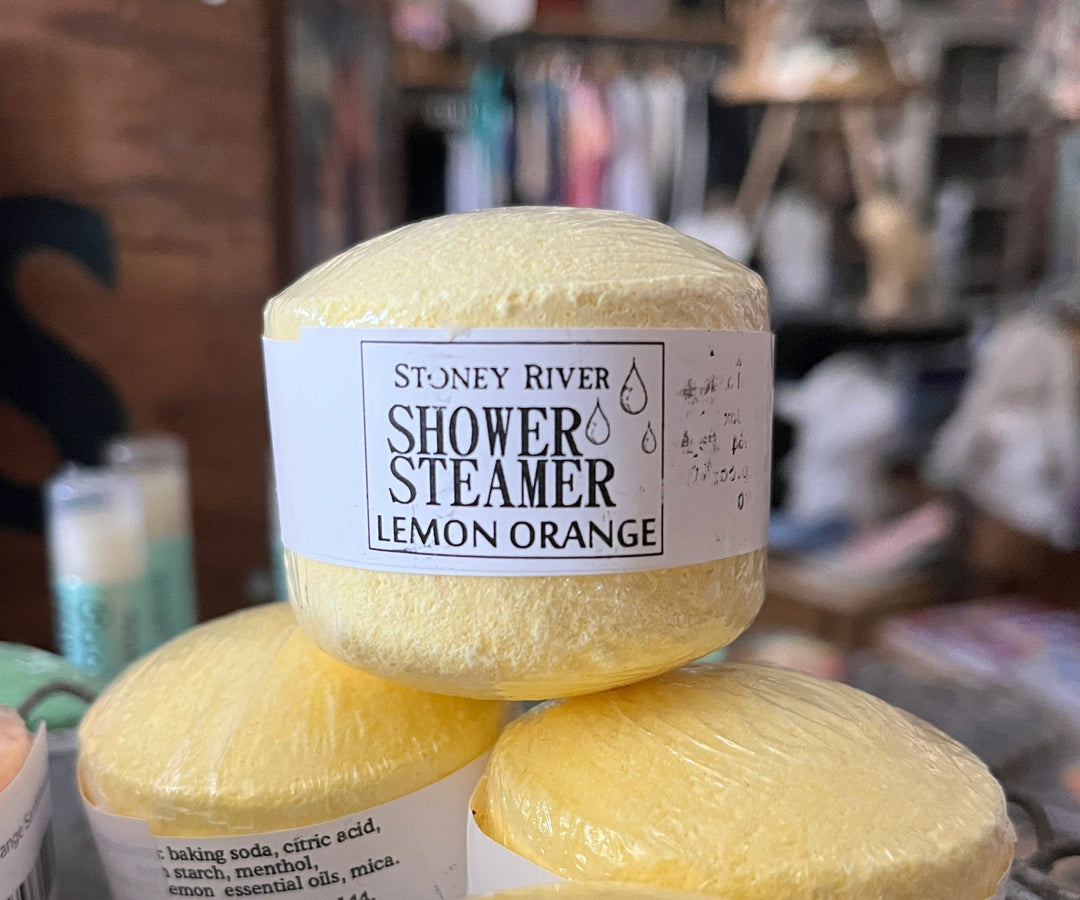 STONEY RIVER
SHOWER
STEAMER
LEMON ORANGE
baking soda, citric acid,
starch, menthol,
emon essential oils, mica.
S